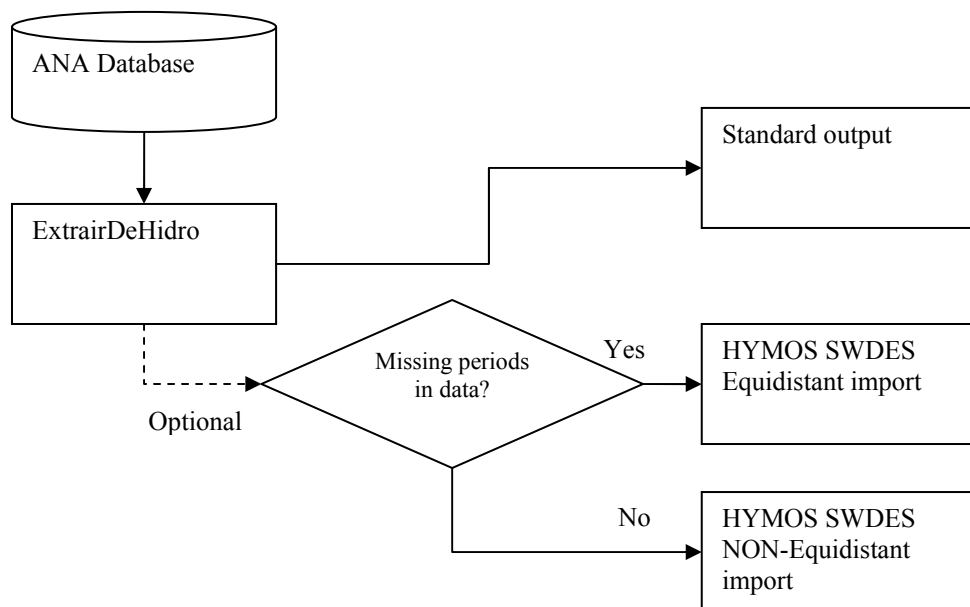 ANA Database
Standard output
ExtrairDeHidro
Missing periods
in data?
Yes
HYMOS SWDES
Equidistant import
Optional
No
HYMOS SWDES
NON-Equidistant
import